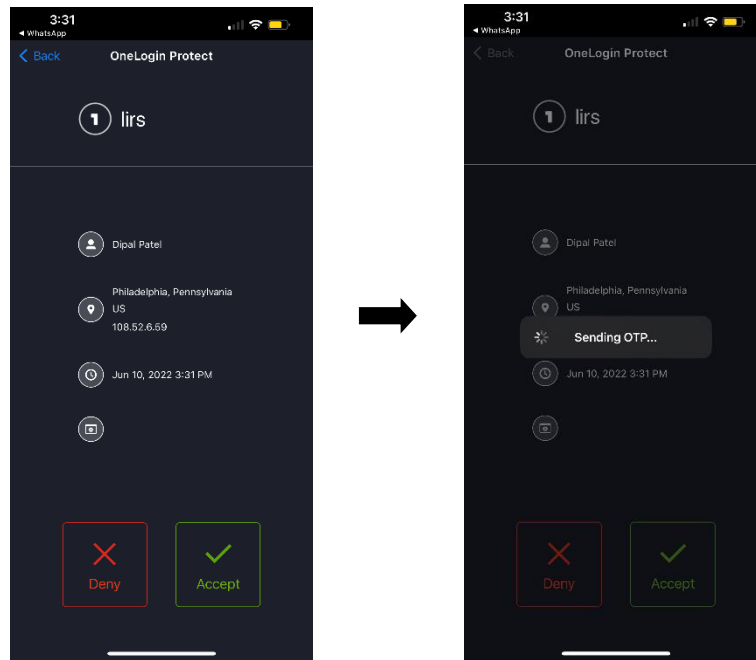 3:31
◄ WhatsApp
Back
OneLogin Protect
1 lirs
Dipal Patel
Philadelphia, Pennsylvania
US
108.52.6.59
Jun 10, 2022 3:31 PM
Deny
Accept
3:31
◄ WhatsApp
Back
OneLogin Protect
1 lirs
Dipal Patel
Philadelphia, Pennsylvania
US
Sending OTP...
Jun 10, 2022 3:31 PM
Deny
Accept